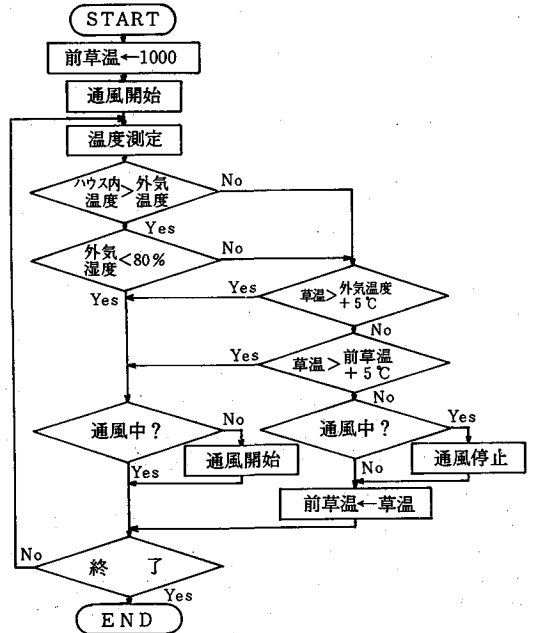 START
前草温←1000
通風開始
温度測定
ハウス内温度>外気温度
No
Yes
外気湿度<80%
No
Yes
草温>外気温度+5℃
Yes
No
草温>前草温+5℃
Yes
No
通風中?
No
通風開始
Yes
通風中?
Yes
通風停止
No
前草温←草温
終 了
No
Yes
END